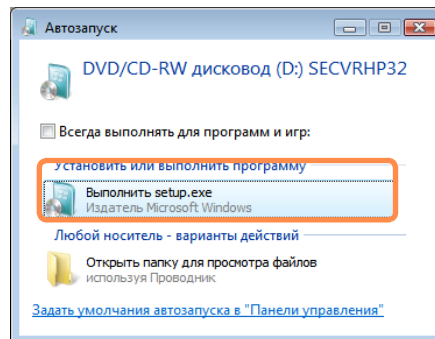 Автозапуск
DVD/CD-RW дисковод (D:) SECVRHP32
Всегда выполнять для программ и игр:
Установить или выполнить программу
Выполнить setup.exe
Издатель Microsoft Windows
Любой носитель - варианты действий
Открыть папку для просмотра файлов
используя Проводник
Задать умолчания автозапуска в "Панели управления"